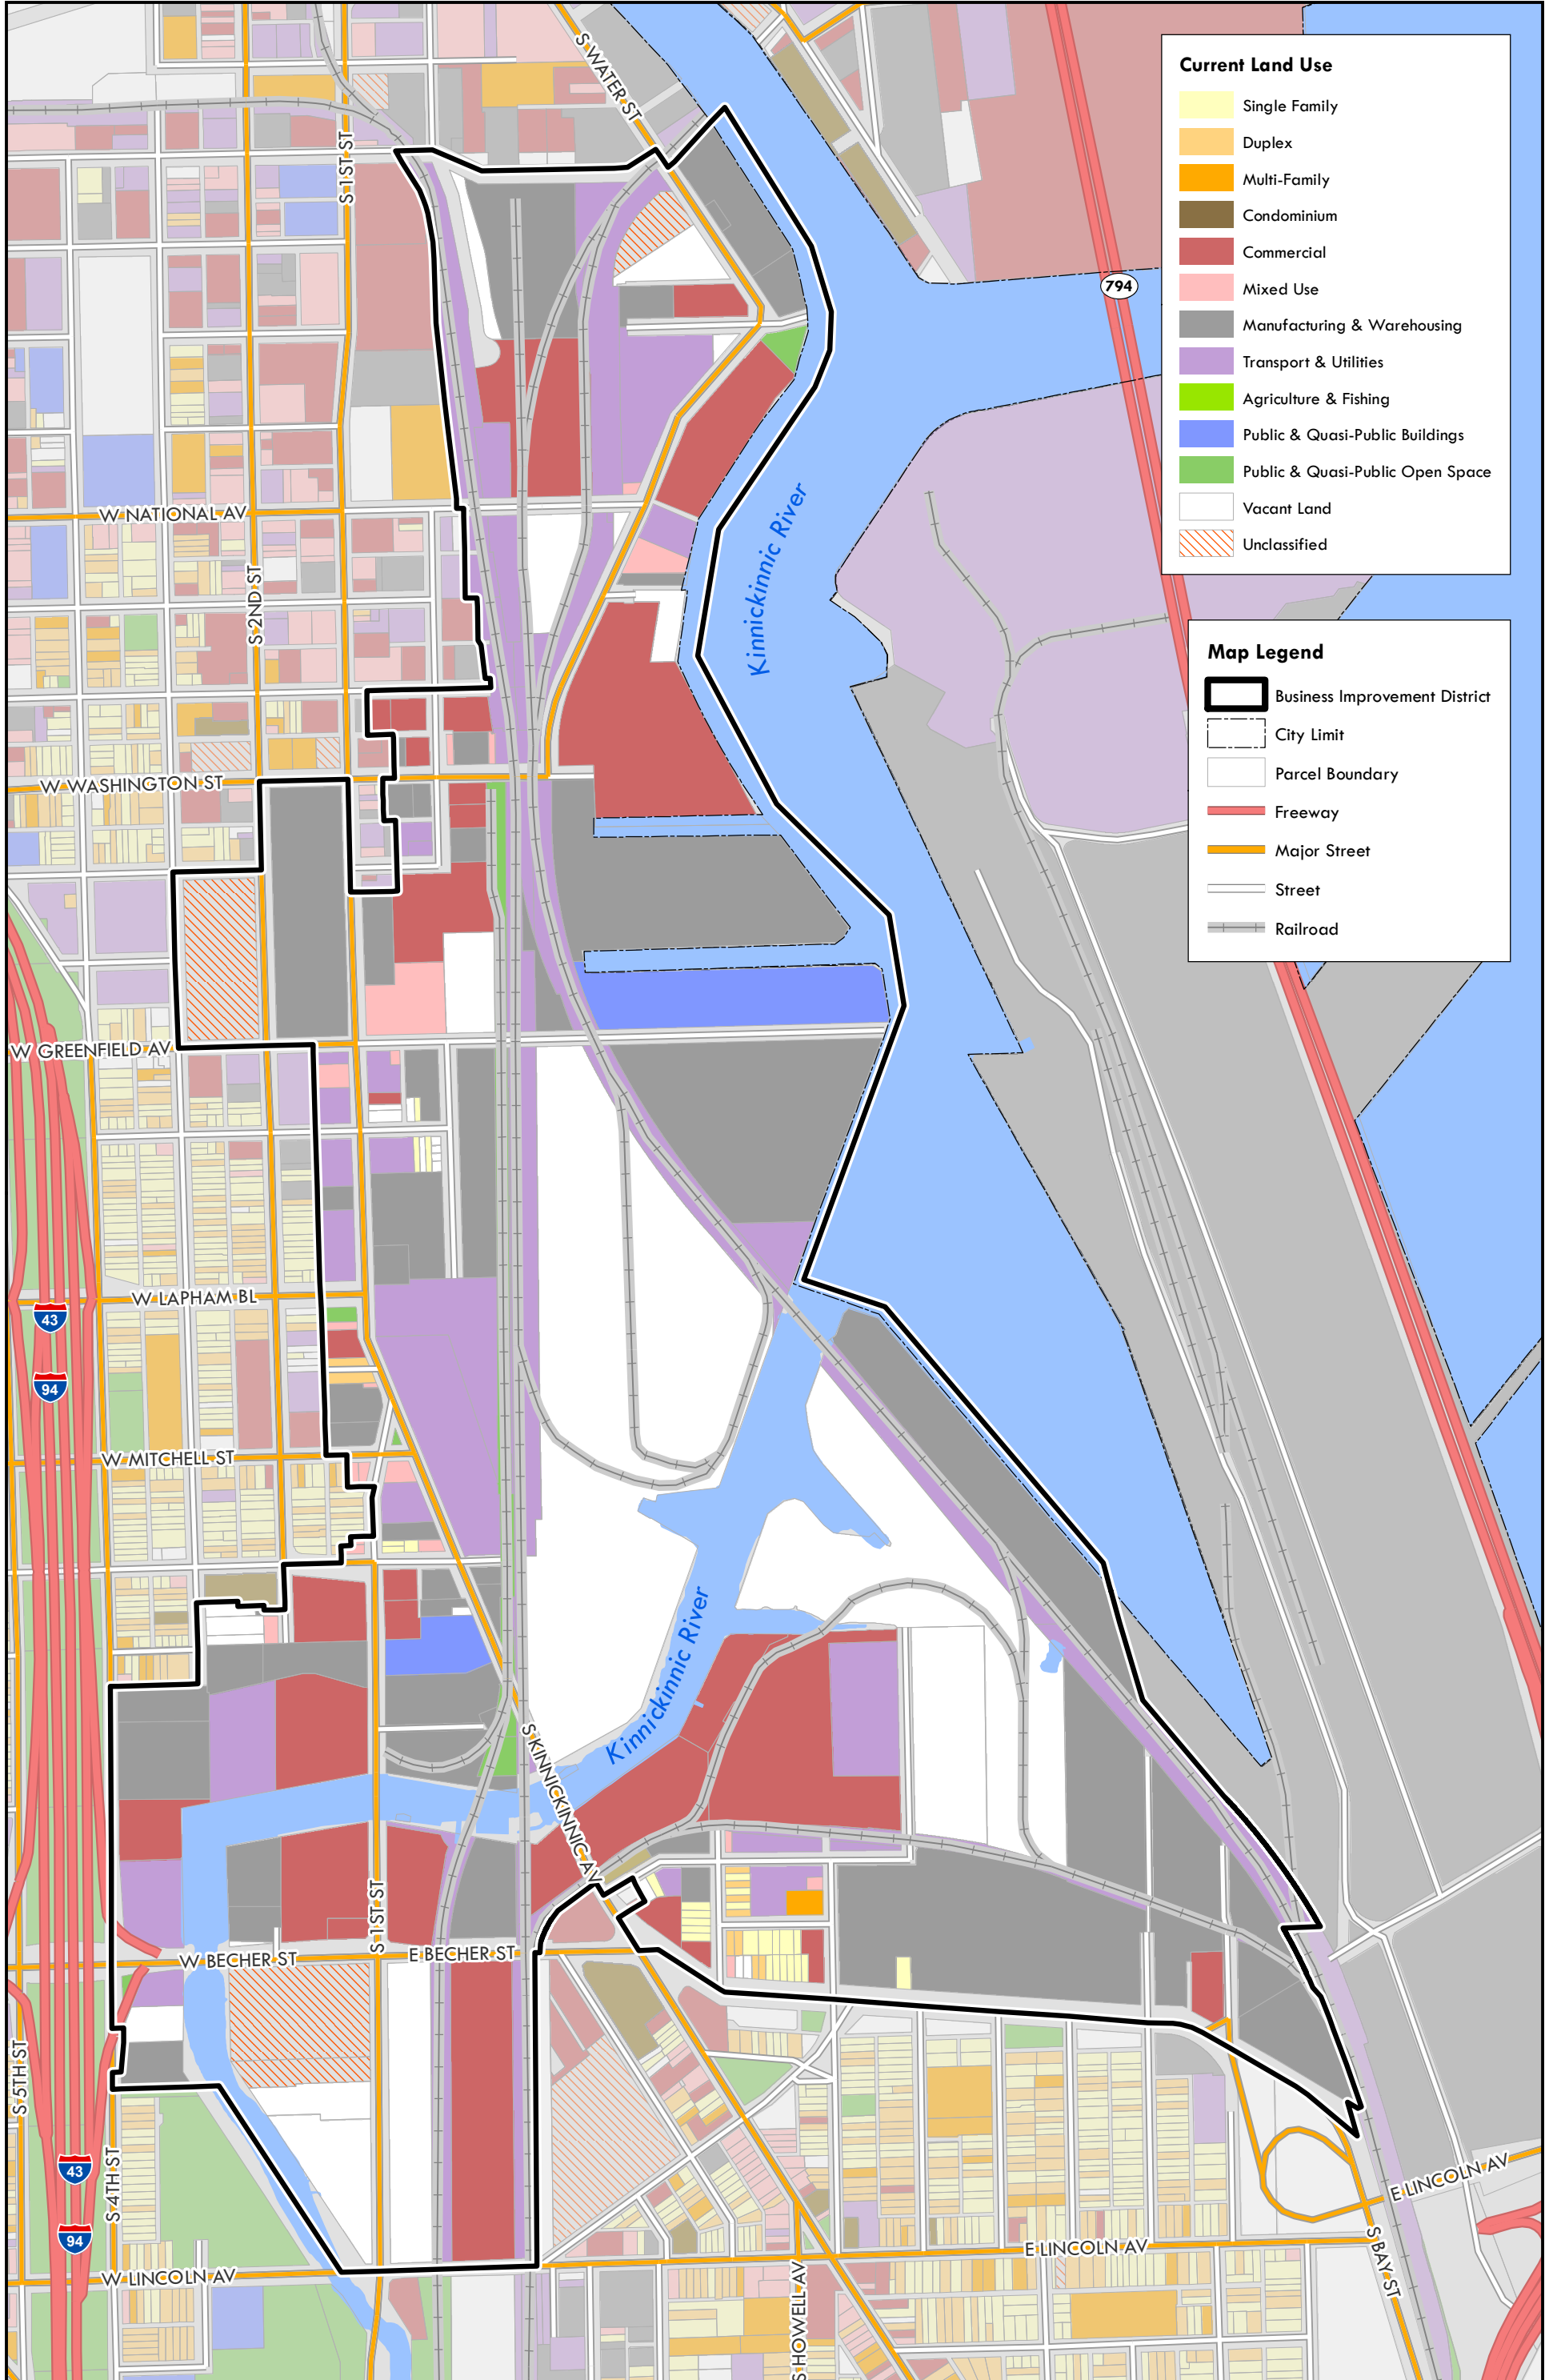 S WATER ST
S 1ST ST
794
Current Land Use
Single Family
Duplex
Multi-Family
Condominium
Commercial
Mixed Use
Manufacturing & Warehousing
Transport & Utilities
Agriculture & Fishing
Public & Quasi-Public Buildings
Public & Quasi-Public Open Space
Vacant Land
Unclassified
W NATIONAL AV
Kinnickinnic River
S 2ND ST
Map Legend
Business Improvement District
City Limit
Parcel Boundary
Freeway
Major Street
Street
Railroad
W WASHINGTON ST
W GREENFIELD AV
W LAPHAM BL
43
94
W MITCHELL ST
Kinnickinnic River
S KINNICKINNIC AV
S 1ST ST
W BECHER ST
E BECHER ST
S 5TH ST
S 4TH ST
43
94
W LINCOLN AV
S HOWELL AV
E LINCOLN AV
E LINCOLN AV
S BAY ST